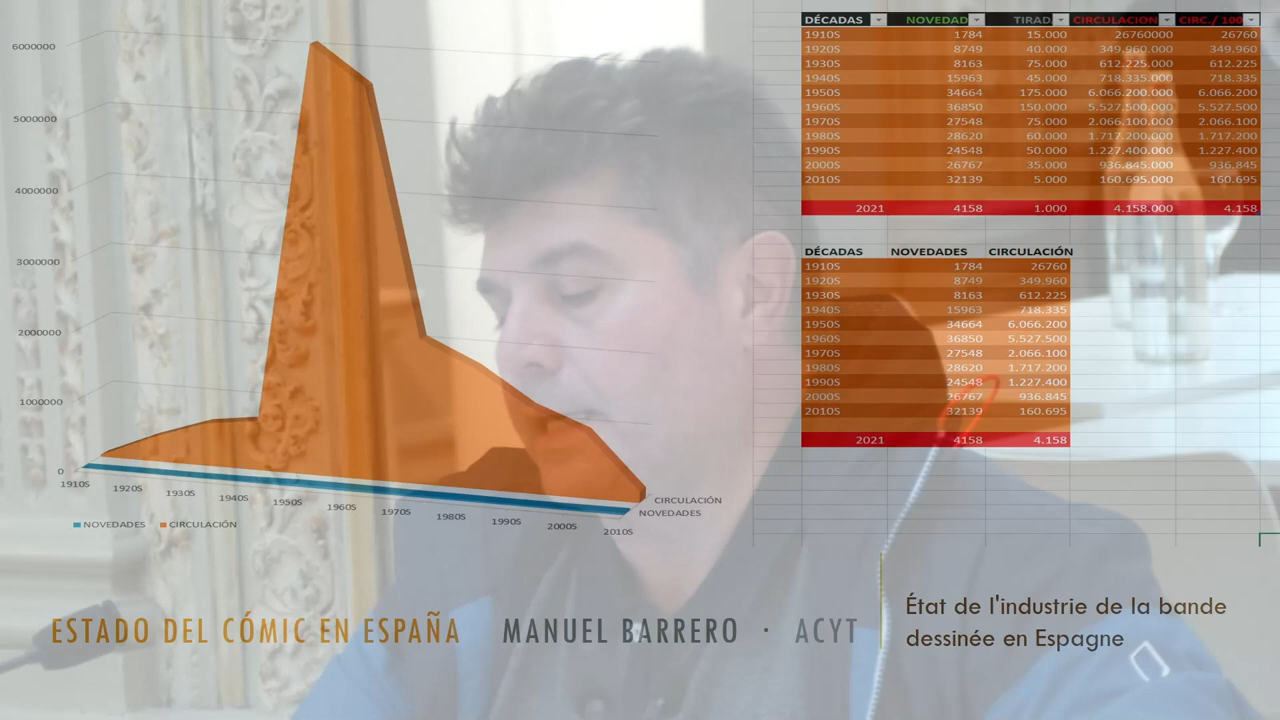 6000000
5000000
4000000
3000000
2000000
1000000
0
1910S 1920S 1930S 1940S 1950S 1960S 1970S 1980S 1990S 2000S 2010S
CIRCULACIÓN
NOVEDADES
NOVEDADES CIRCULACIÓN
DÉCADAS NOVEDAD TIRAD. CIRCULACION CIRC./ 100
1910S 1784 15.000 26760000 26760
1920S 8749 40.000 349.960.000 349.960
1930S 8163 75.000 612.225.000 612.225
1940S 15963 45.000 718.335.000 718.335
1950S 34664 175.000 6.066.200.000 6.066.200
1960S 36850 150.000 5.527.500.000 5.527.500
1970S 27548 75.000 2.066.100.000 2.066.100
1980S 28620 60.000 1.717.200.000 1.717.200
1990S 24548 50.000 1.227.400.000 1.227.400
2000S 26767 35.000 936.845.000 936.845
2010S 32139 5.000 160.695.000 160.695
2021 4158 1.000 4.158.000 4.158
DÉCADAS NOVEDADES CIRCULACIÓN
1910S 1784 26760
1920S 8749 349.960
1930S 8163 612.225
1940S 15963 718.335
1950S 34664 6.066.200
1960S 36850 5.527.500
1970S 27548 2.066.100
1980S 28620 1.717.200
1990S 24548 1.227.400
2000S 26767 936.845
2010S 32139 160.695
2021 4158 4.158
ESTADO DEL CÓMIC EN ESPAÑA MANUEL BARRERO · ACYT
État de l'industrie de la bande
dessinée en Espagne